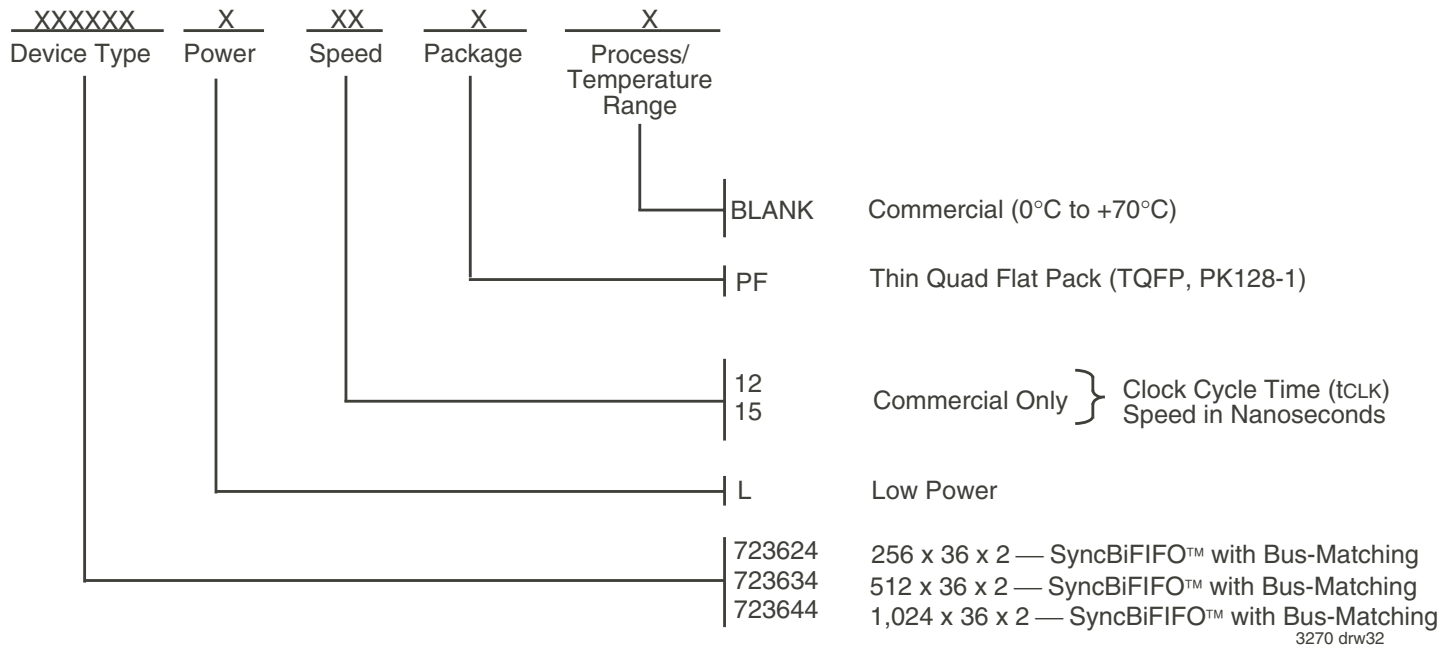 XXXXXX X XX X X
Device Type Power Speed Package Process/
Temperature
Range
BLANK Commercial (0°C to +70°C)
PF Thin Quad Flat Pack (TQFP, PK128-1)
12
15
Commercial Only } Clock Cycle Time (tCLK)
Speed in Nanoseconds
L Low Power
723624 256 x 36 x 2 — SyncBiFIFO™ with Bus-Matching
723634 512 x 36 x 2 — SyncBiFIFO™ with Bus-Matching
723644 1,024 x 36 x 2 — SyncBiFIFO™ with Bus-Matching
3270 drw32